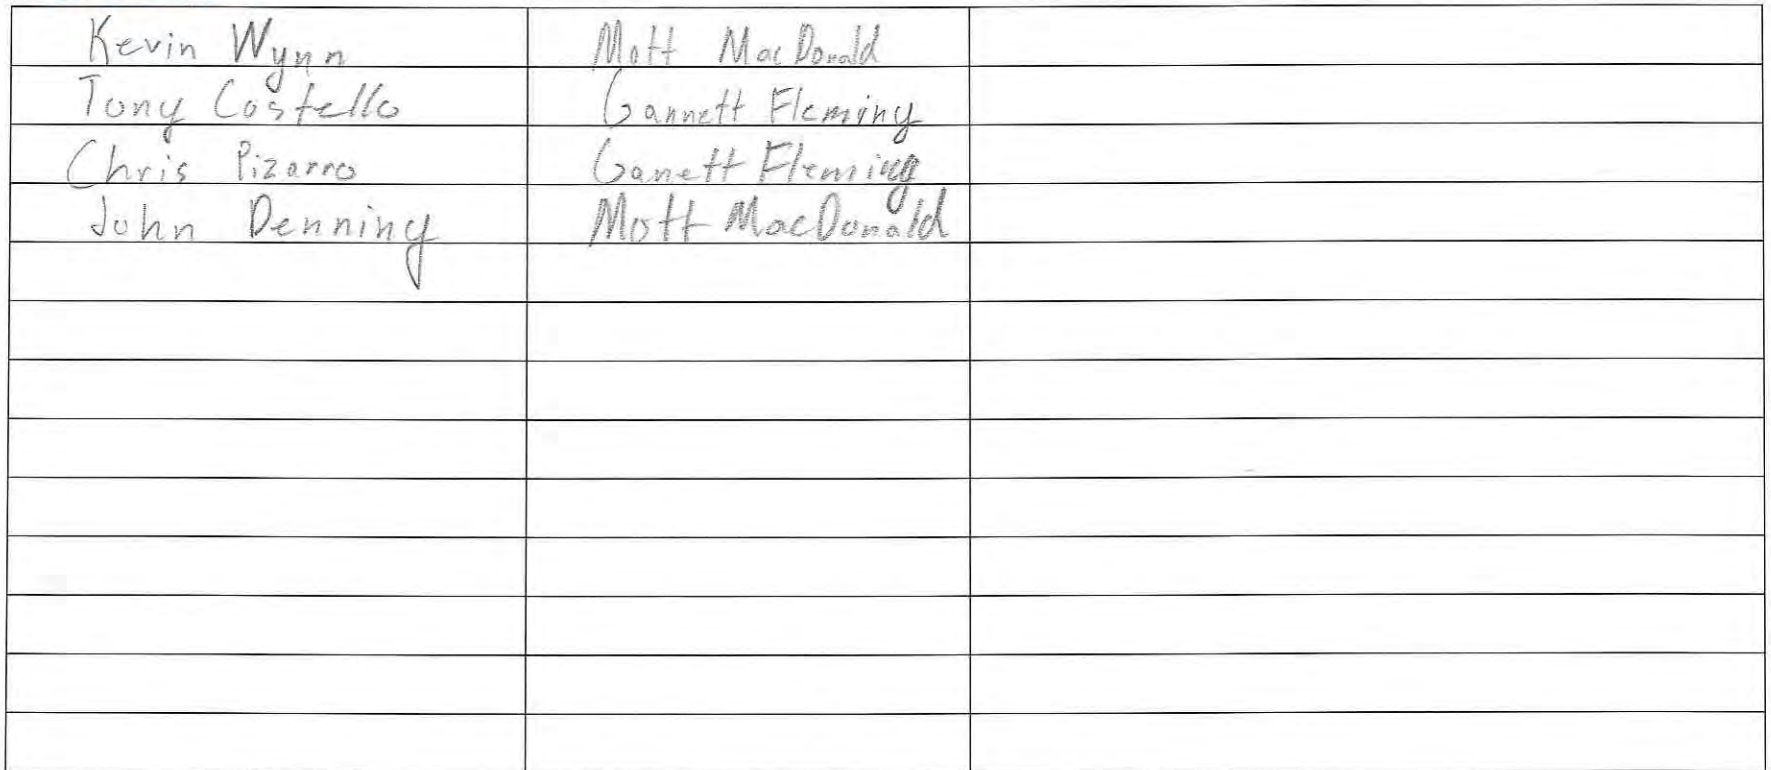 Kevin Wynn Mott MacDonald
Tony Costello Gannett Fleming
Chris Pizarro Ganett Fleming
John Denning Mott MacDonald